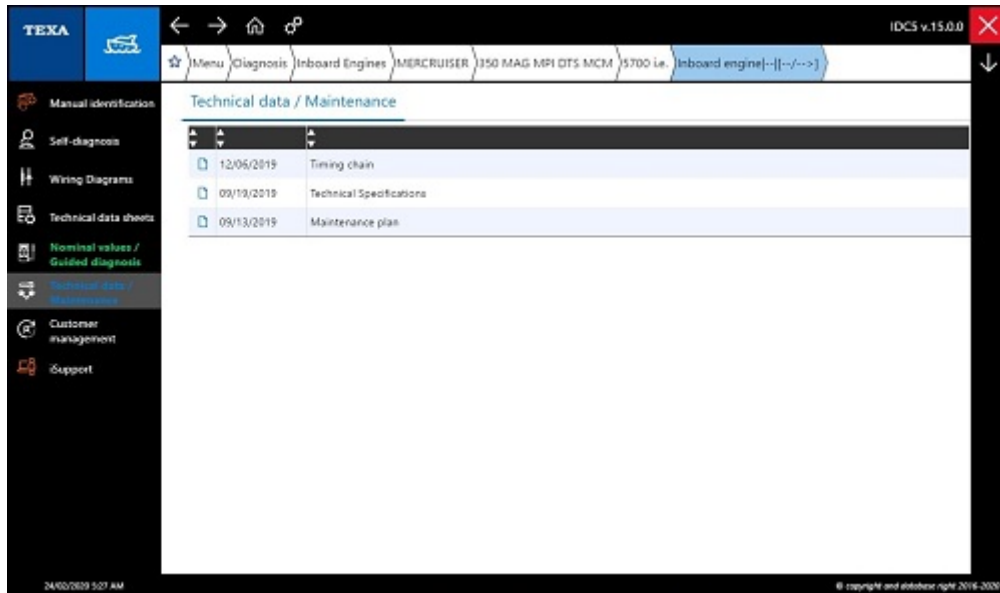 TEXA
IDC5 v.15.0.0
Menu
Diagnosis
Inboard Engines
MERCRUISER
350 MAG MPI DTS MCM
5700 i.e.
Inboard engine|--|[--/-->]
Manual identification
Self-diagnosis
Wiring Diagrams
Technical data sheets
Nominal values /
Guided diagnosis
Technical data /
Maintenance
Customer
management
iSupport
Technical data / Maintenance
12/06/2019 Timing chain
09/19/2019 Technical Specifications
09/13/2019 Maintenance plan
24/02/2020 5:27 AM
© copyright and database right 2016-2020